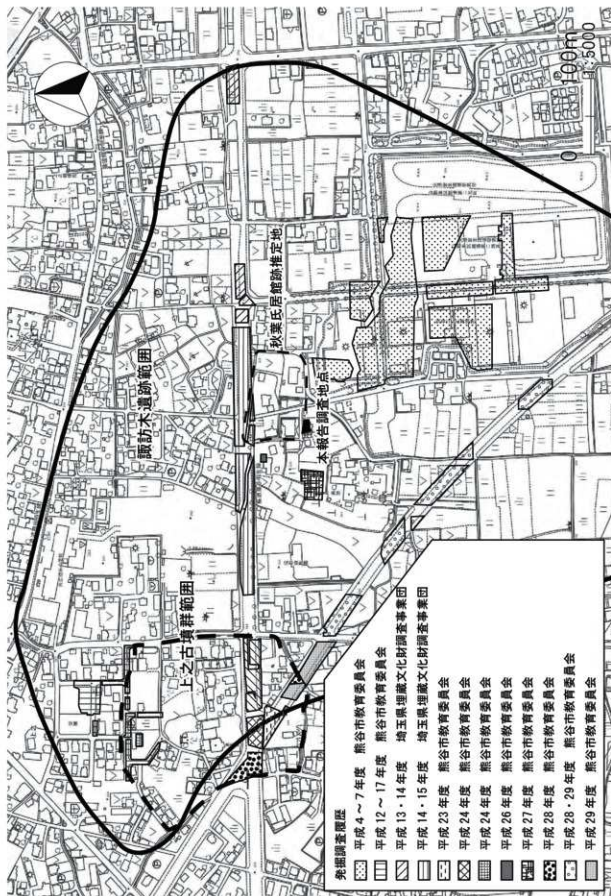 諏訪木遺跡範囲
上之古墳群範囲
秋葉氏居館跡推定地
本報告調査地点
0 100m
1:5000
発掘調査履歴
平成4～7年度 熊谷市教育委員会
平成12～17年度 熊谷市教育委員会
平成13・14年度 埼玉県埋蔵文化財調査事業団
平成14・15年度 埼玉県埋蔵文化財調査事業団
平成23年度 熊谷市教育委員会
平成24年度 熊谷市教育委員会
平成24年度 熊谷市教育委員会
平成26年度 熊谷市教育委員会
平成27年度 熊谷市教育委員会
平成28年度 熊谷市教育委員会
平成28・29年度 熊谷市教育委員会
平成29年度 熊谷市教育委員会